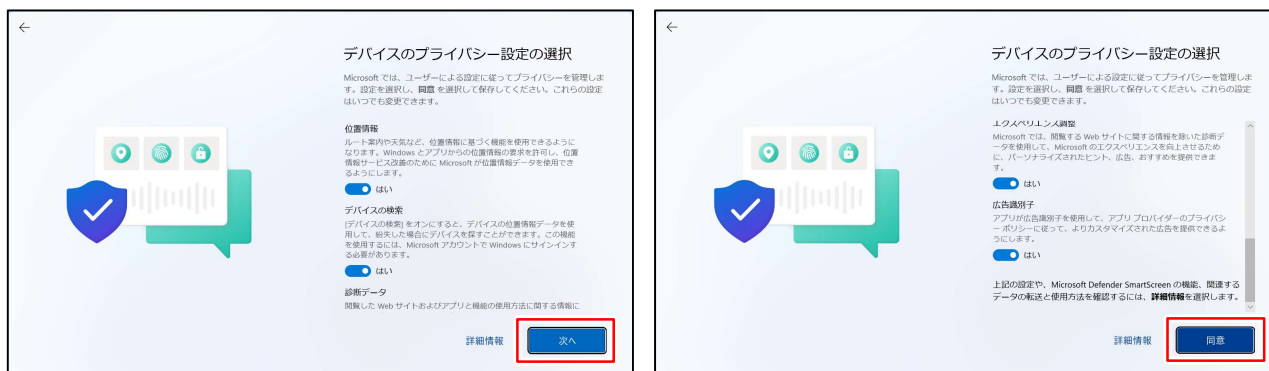 デバイスのプライバシー設定の選択
Microsoft では、ユーザーによる設定に従ってプライバシーを管理しま
す。設定を選択し、同意 を選択して保存してください。これらの設定
はいつでも変更できます。
位置情報
ルート案内や天気など、位置情報に基づく機能を使用できるように
なります。Windows とアプリからの位置情報の要求を許可し、位置
情報サービス改善のために Microsoft が位置情報データを使用でき
るようにします。
はい
デバイスの検索
[デバイスの検索] をオンにすると、デバイスの位置情報データを使
用して、紛失した場合にデバイスを探すことができます。この機能
を使用するには、Microsoft アカウントで Windows にサインインす
る必要があります。
はい
診断データ
閲覧した Web サイトおよびアプリと機能の使用方法に関する情報に
詳細情報
次へ
デバイスのプライバシー設定の選択
Microsoft では、ユーザーによる設定に従ってプライバシーを管理しま
す。設定を選択し、同意 を選択して保存してください。これらの設定
はいつでも変更できます。
エクスペリエンス調整
Microsoft では、閲覧する Web サイトに関する情報を除いた診断デ
ータを使用して、Microsoft のエクスペリエンスを向上させるため
に、パーソナライズされたヒント、広告、おすすめを提供できま
す。
はい
広告識別子
アプリが広告識別子を使用して、アプリ プロバイダーのプライバシ
ー ポリシーに従って、よりカスタマイズされた広告を提供できるよ
うにします。
はい
上記の設定や、Microsoft Defender SmartScreen の機能、関連する
データの転送と使用方法を確認するには、詳細情報を選択します。
詳細情報
同意